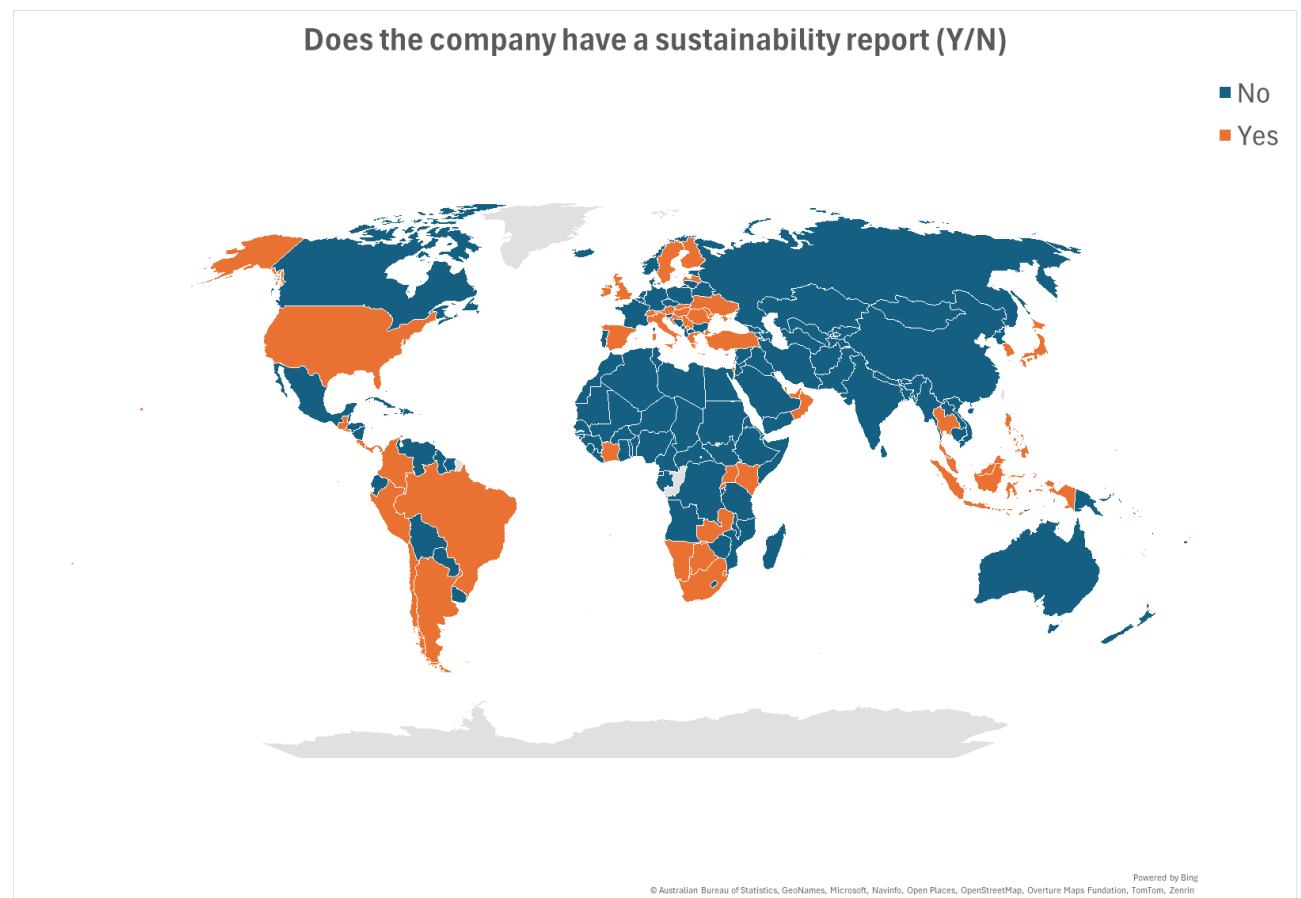 Does the company have a sustainability report (Y/N)
No
Yes
Powered by Bing
© Australian Bureau of Statistics, GeoNames, Microsoft, Navinfo, Open Places, OpenStreetMap, Overture Maps Fundation, TomTom, Zenrin